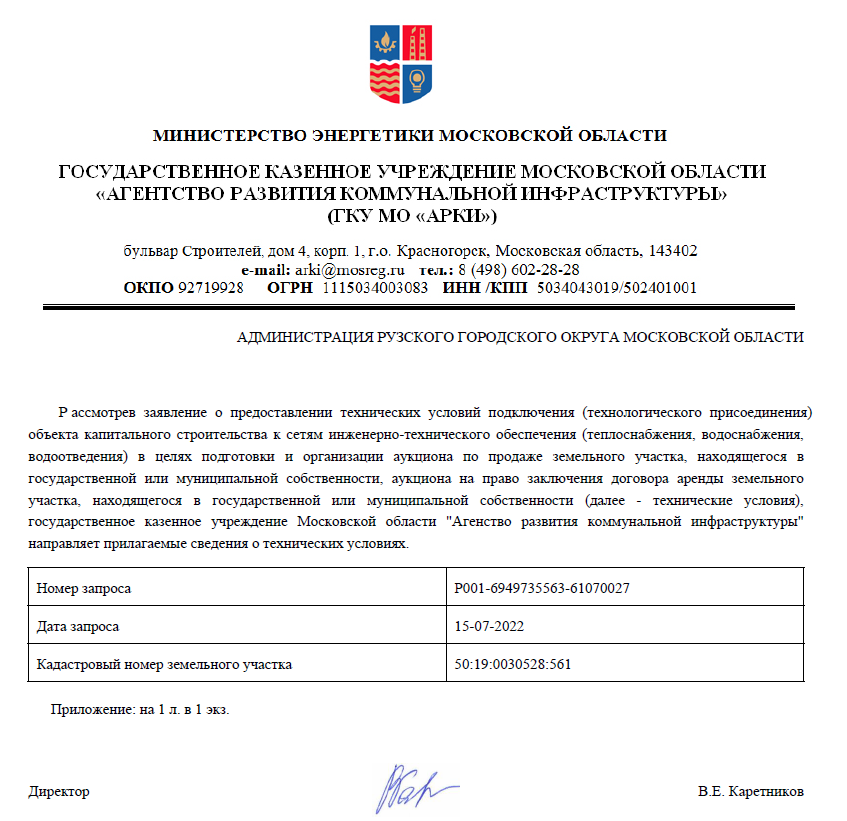 МИНИСТЕРСТВО ЭНЕРГЕТИКИ МОСКОВСКОЙ ОБЛАСТИ
ГОСУДАРСТВЕННОЕ КАЗЕННОЕ УЧРЕЖДЕНИЕ МОСКОВСКОЙ ОБЛАСТИ
«АГЕНТСТВО РАЗВИТИЯ КОММУНАЛЬНОЙ ИНФРАСТРУКТУРЫ»
(ГКУ МО «АРКИ»)
бульвар Строителей, дом 4, корп. 1, г.о. Красногорск, Московская область, 143402
e-mail: arki@mosreg.ru тел.: 8 (498) 602-28-28
ОКПО 92719928 ОГРН 1115034003083 ИНН /КПП 5034043019/502401001
АДМИНИСТРАЦИЯ РУЗСКОГО ГОРОДСКОГО ОКРУГА МОСКОВСКОЙ ОБЛАСТИ
Рассмотрев заявление о предоставлении технических условий подключения (технологического присоединения)
объекта капитального строительства к сетям инженерно-технического обеспечения (теплоснабжения, водоснабжения,
водоотведения) в целях подготовки и организации аукциона по продаже земельного участка, находящегося в
государственной или муниципальной собственности, аукциона на право заключения договора аренды земельного
участка, находящегося в государственной или муниципальной собственности (далее - технические условия),
государственное казенное учреждение Московской области "Агенство развития коммунальной инфраструктуры"
направляет прилагаемые сведения о технических условиях.
Номер запроса P001-6949735563-61070027
Дата запроса 15-07-2022
Кадастровый номер земельного участка 50:19:0030528:561
Приложение: на 1 л. в 1 экз.
Директор В.Е. Каретников